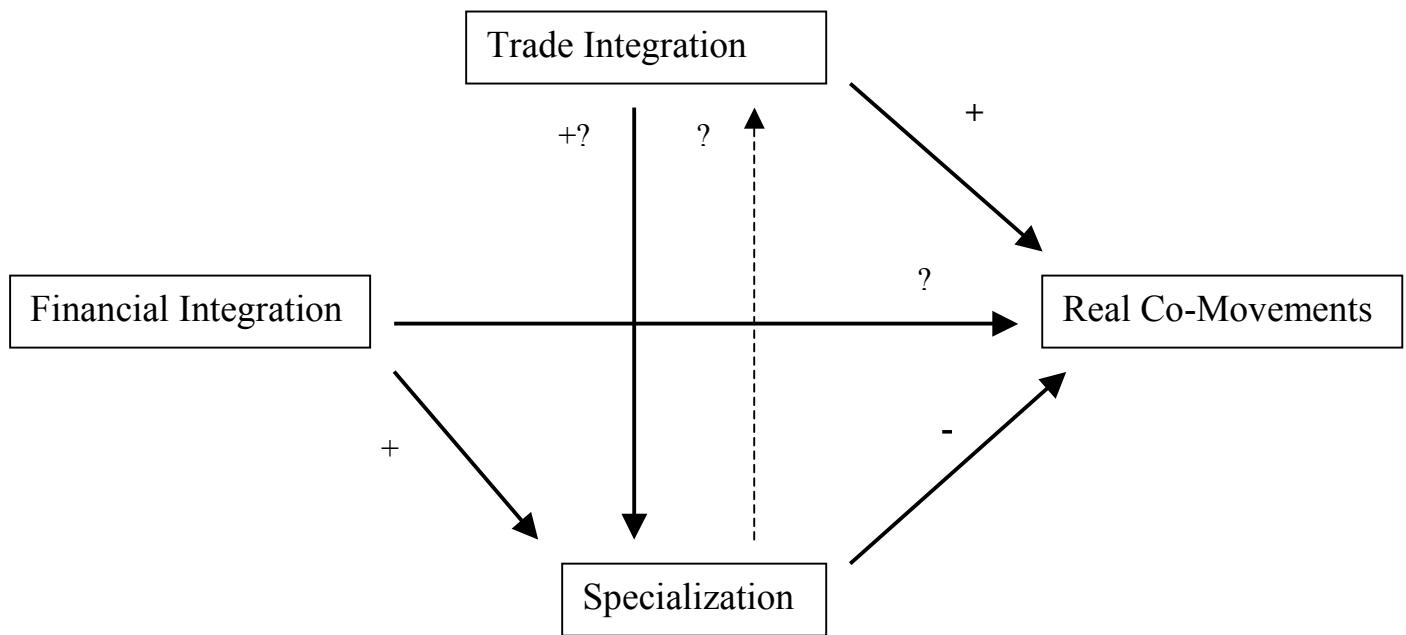 Trade Integration
+
+?
?
?
Financial Integration
Real Co-Movements
+
-
Specialization